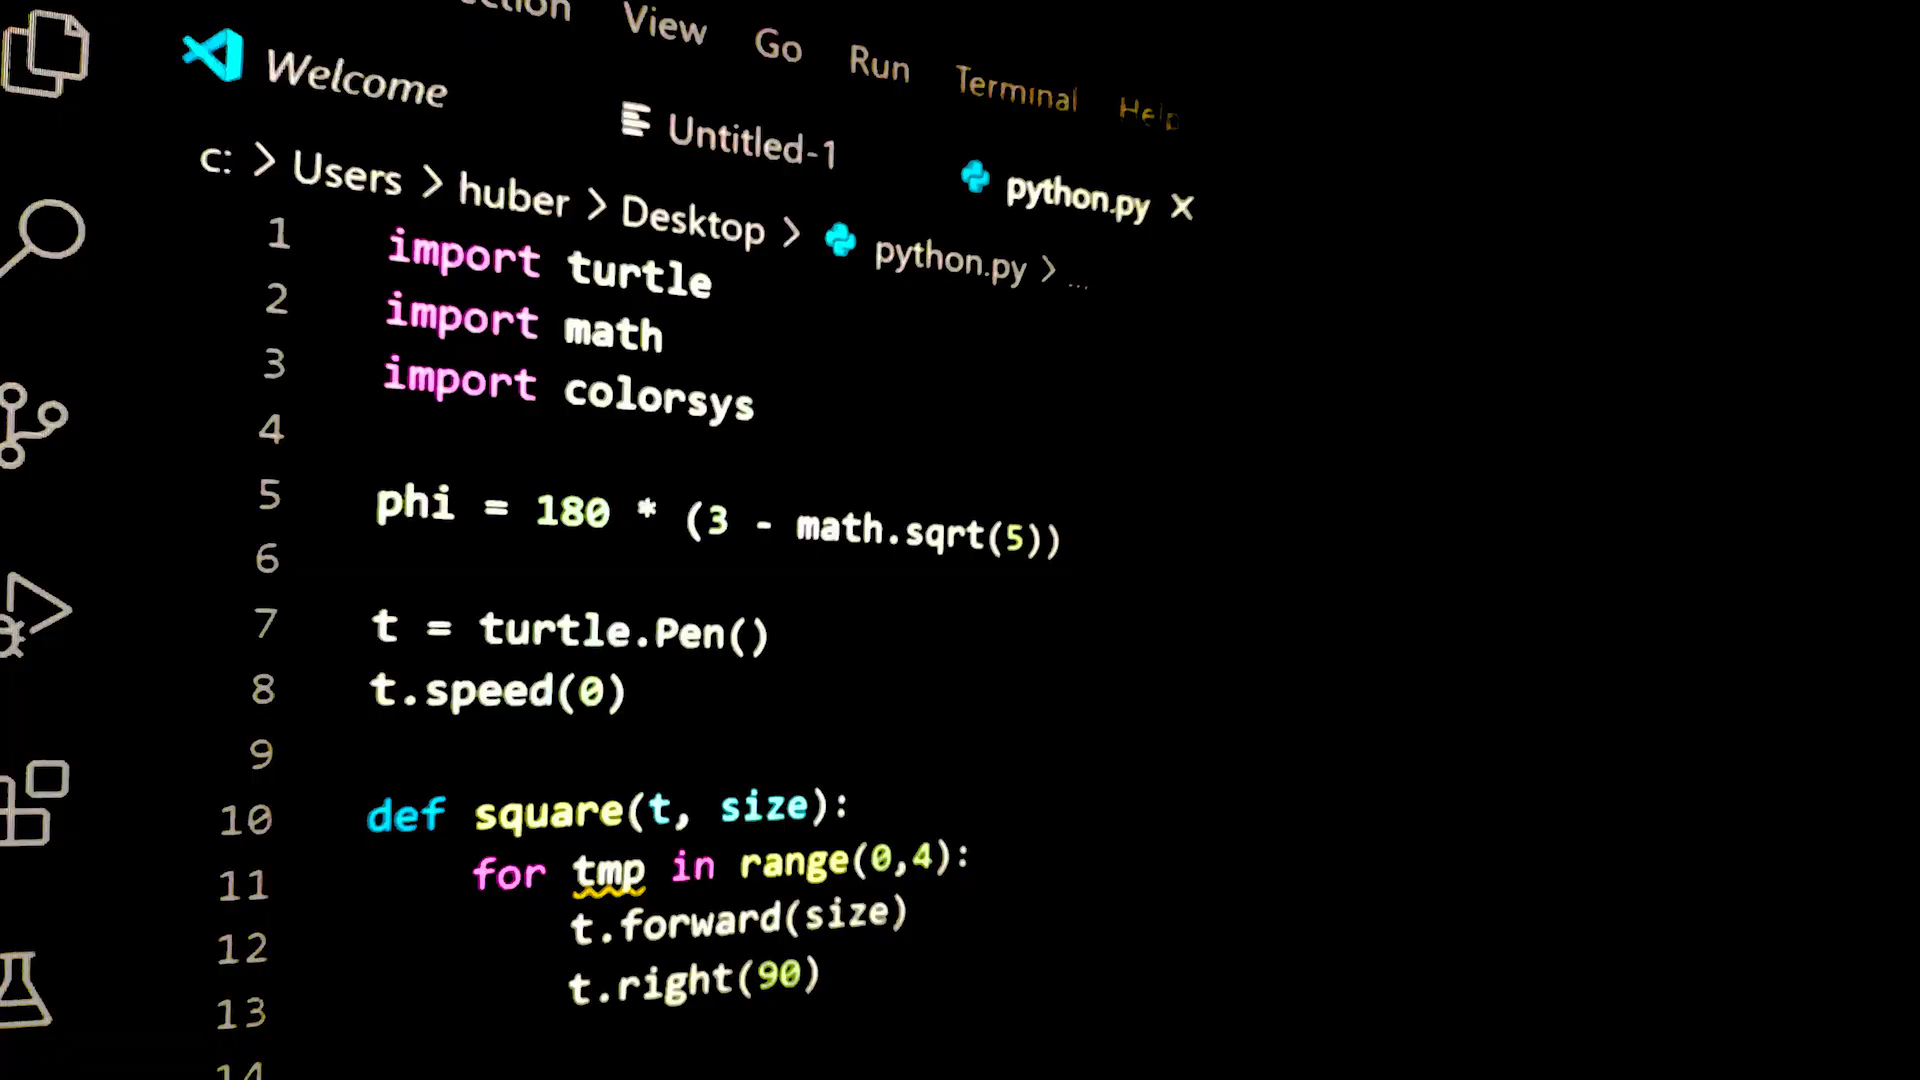 View Go Run Terminal Help
Welcome Untitled-1 python.py X
c: > Users > huber > Desktop > python.py > ...
1 import turtle
2 import math
3 import colorsys
4
5 phi = 180 * (3 - math.sqrt(5))
6
7 t = turtle.Pen()
8 t.speed(0)
9
10 def square(t, size):
11 for tmp in range(0,4):
12 t.forward(size)
13 t.right(90)
14